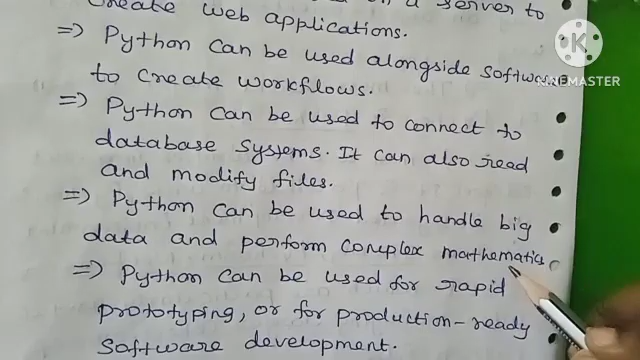 create web applications.
=> Python can be used alongside software
to create workflows.
=> Python can be used to connect to
database systems. It can also read
and modify files.
=> Python can be used to handle big
data and perform complex mathematics
=> Python can be used for rapid
prototyping, or for production-ready
software development.
K
KINEMASTER